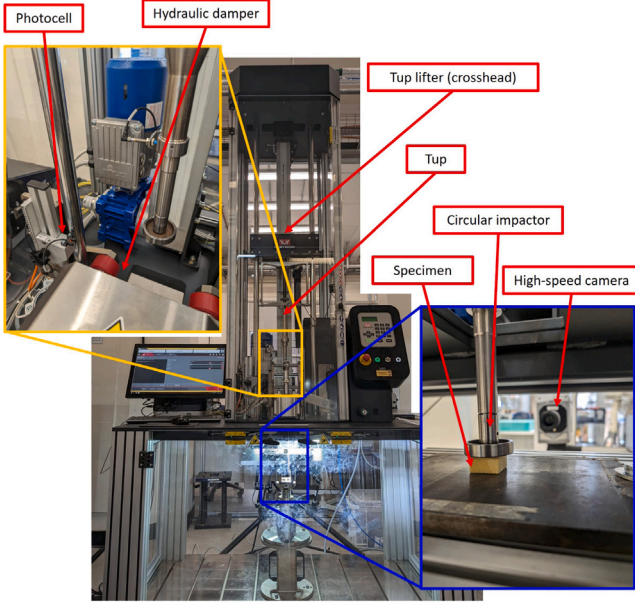 Photocell
Hydraulic damper
Tup lifter (crosshead)
Tup
Circular impactor
Specimen
High-speed camera